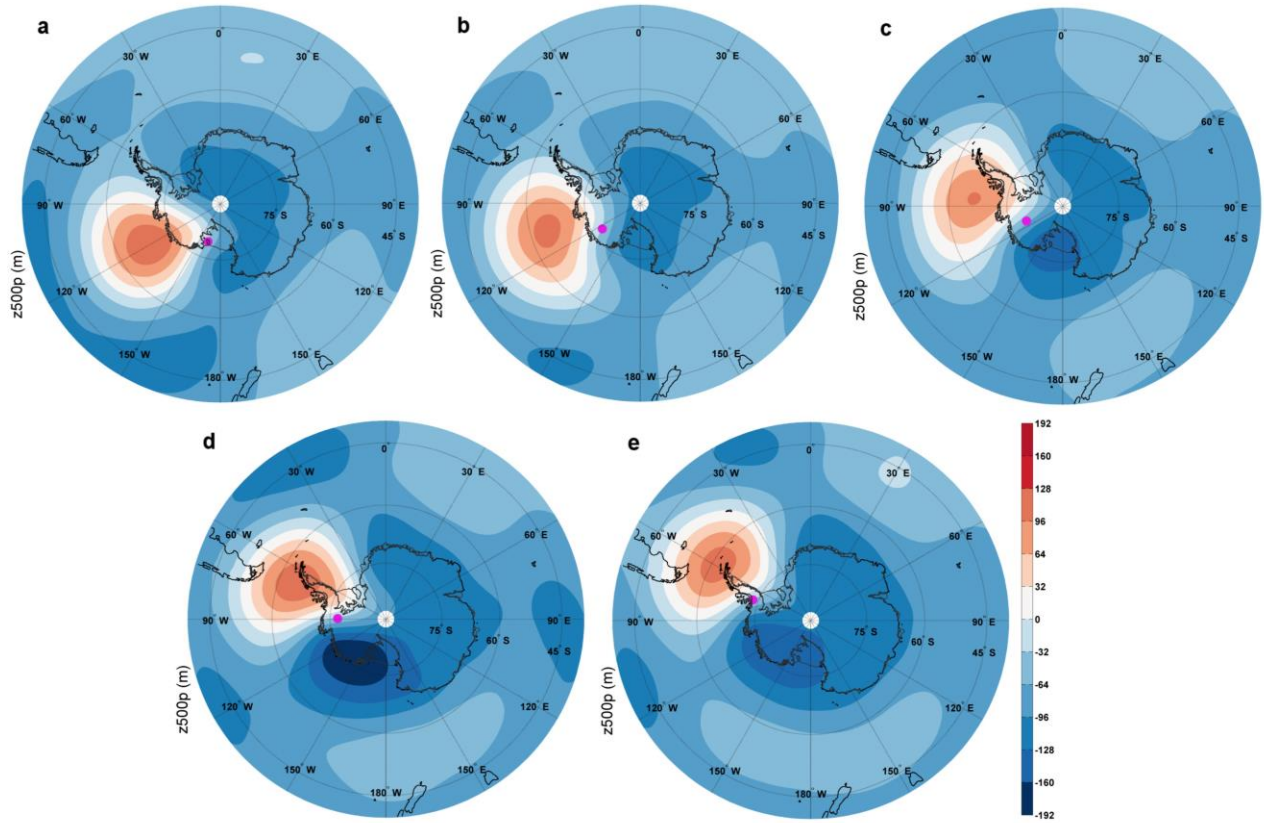 a
0°
30° W
30° E
60° W
60° E
90° W
90° E
75° S
60° S
45° S
120° W
120° E
150° W
150° E
180° W
z500p (m)
b
0°
30° W
30° E
60° W
60° E
90° W
90° E
75° S
60° S
45° S
120° W
120° E
150° W
150° E
180° W
z500p (m)
c
0°
30° W
30° E
60° W
60° E
90° W
90° E
75° S
60° S
45° S
120° W
120° E
150° W
150° E
180° W
z500p (m)
d
0°
30° W
30° E
60° W
60° E
90° W
90° E
75° S
60° S
45° S
120° W
120° E
150° W
150° E
180° W
z500p (m)
e
0°
30° W
30° E
60° W
60° E
90° W
90° E
75° S
60° S
45° S
120° W
120° E
150° W
150° E
180° W
z500p (m)
192
160
128
96
64
32
0
-32
-64
-96
-128
-160
-192